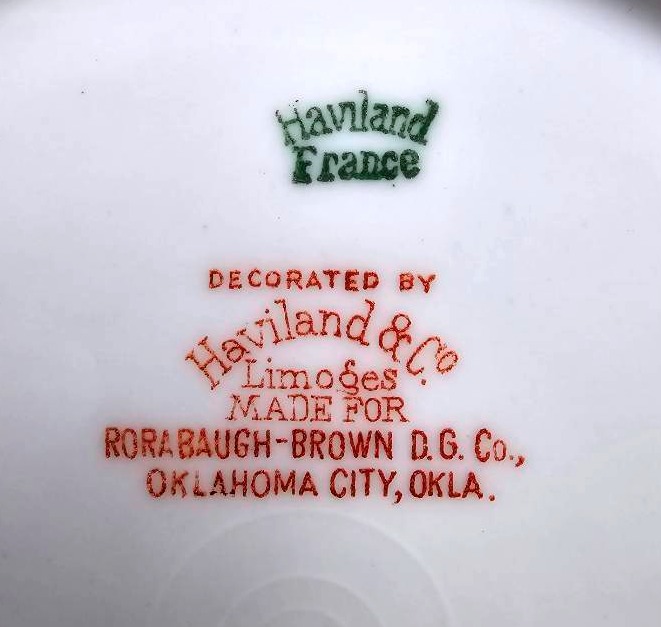 Haviland
France
DECORATED BY
Haviland & Co.
Limoges
MADE FOR
RORABAUGH-BROWN D.G. Co.,
OKLAHOMA CITY, OKLA.